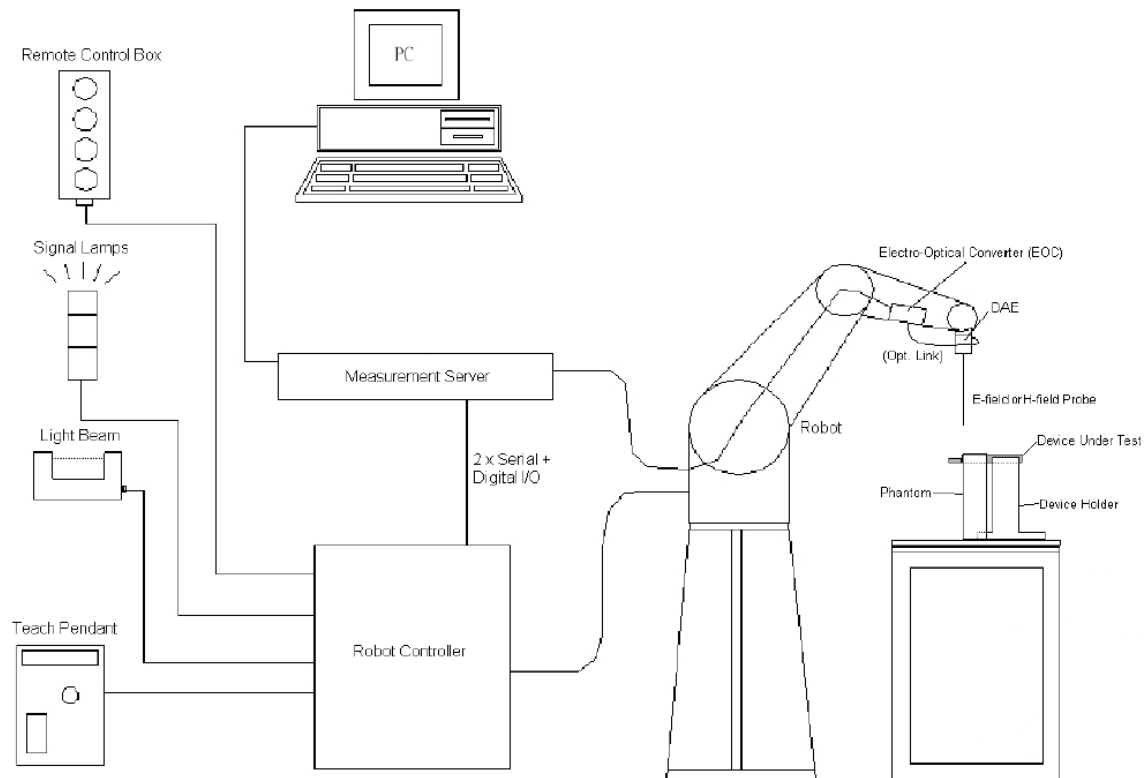 Remote Control Box
PC
Signal Lamps
Electro-Optical Converter (EOC)
DAE
(Opt. Link)
Measurement Server
E-field or H-field Probe
Light Beam
Robot
Device Under Test
2 x Serial +
Digital I/O
Phantom
Device Holder
Teach Pendant
Robot Controller